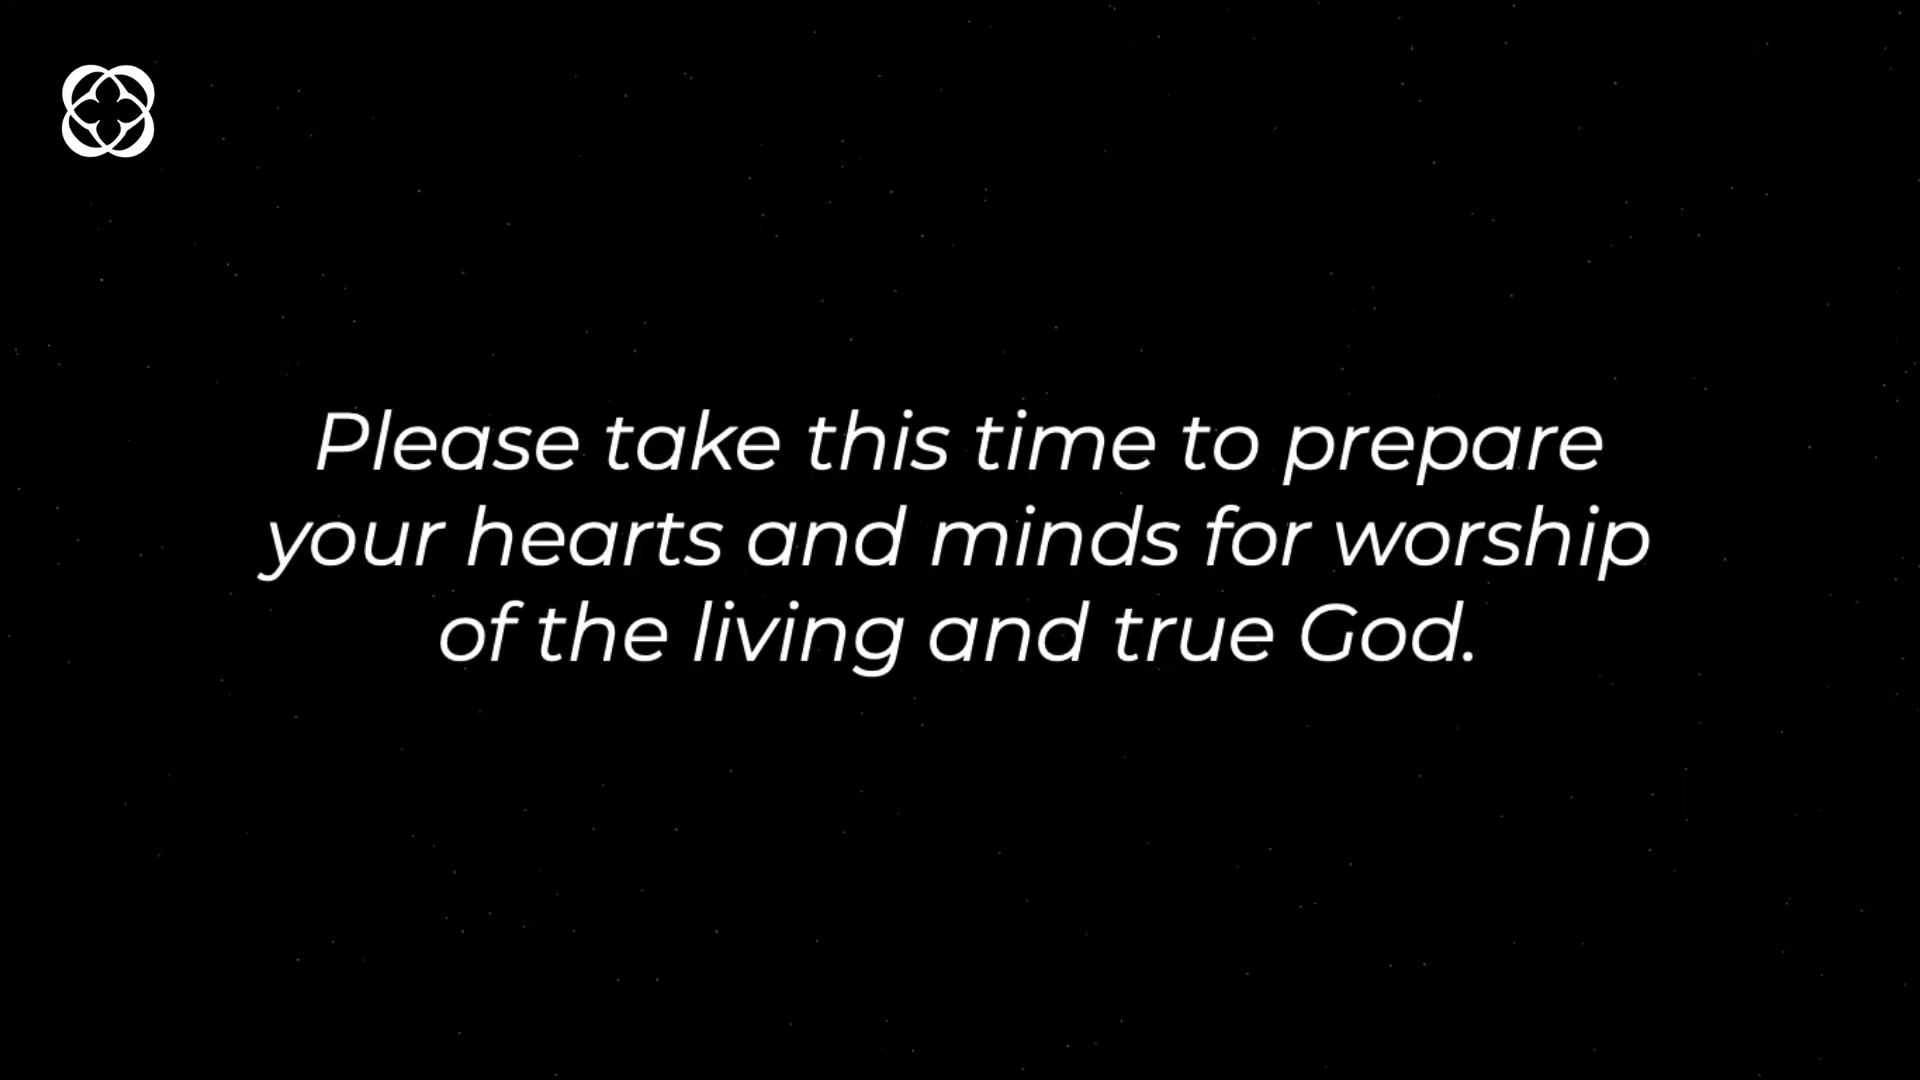 Please take this time to prepare
your hearts and minds for worship
of the living and true God.